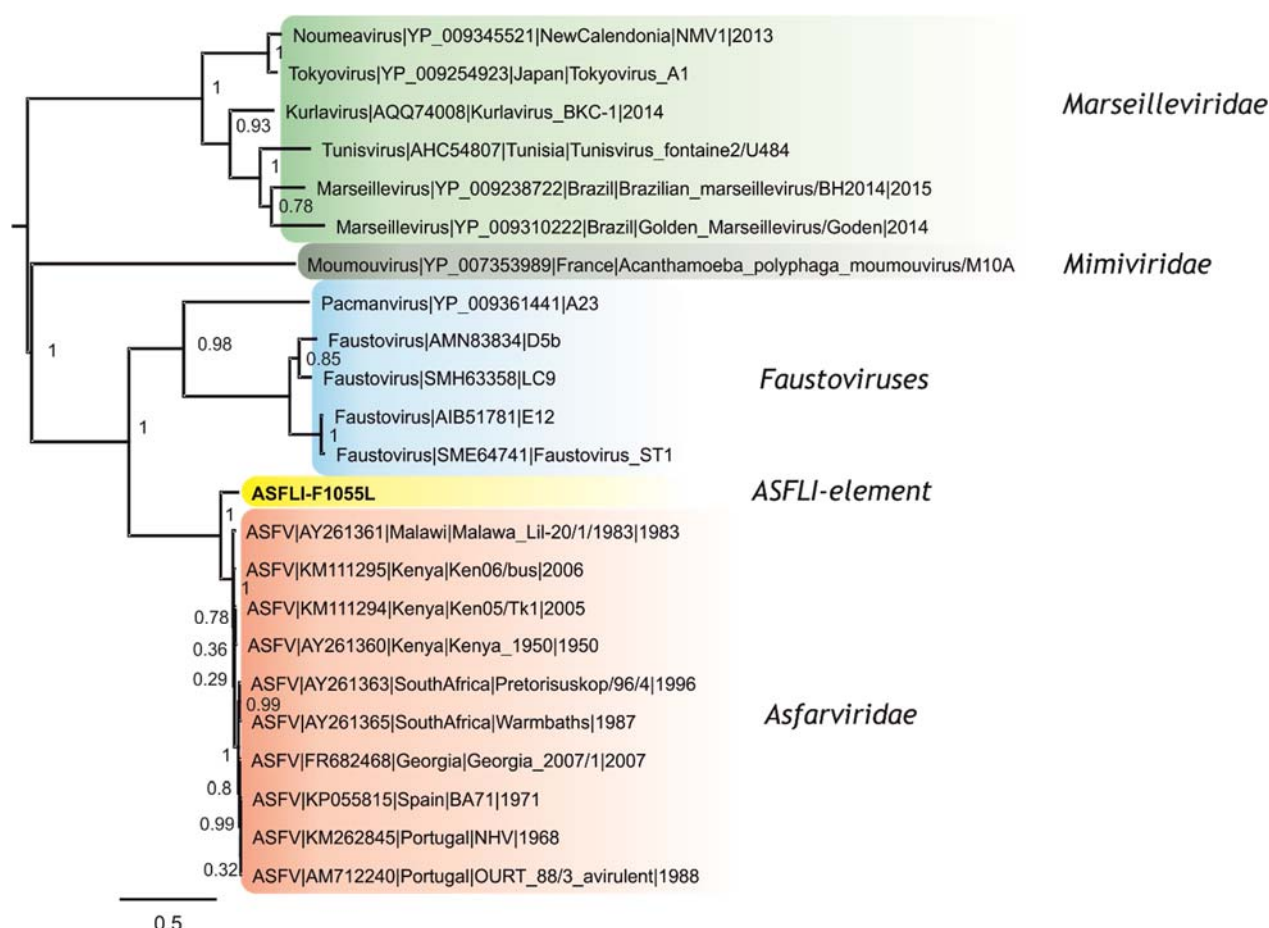 Noumeavirus|YP_009345521|NewCalendonia|NMV1|2013
1
Tokyovirus|YP_009254923|Japan|Tokyovirus_A1
1
Kurlavirus|AQQ74008|Kurlavirus_BKC-1|2014
Marseilleviridae
0.93
Tunisvirus|AHC54807|Tunisia|Tunisvirus_fontaine2/U484
1
Marseillevirus|YP_009238722|Brazil|Brazilian_marseillevirus/BH2014|2015
0.78
Marseillevirus|YP_009310222|Brazil|Golden_Marseillevirus/Goden|2014
Moumouvirus|YP_007353989|France|Acanthamoeba_polyphaga_moumouvirus/M10A
Mimiviridae
Pacmanvirus|YP_009361441|A23
0.98
1
Faustovirus|AMN83834|D5b
0.85
Faustovirus|SMH63358|LC9
Faustoviruses
Faustovirus|AIB51781|E12
1
1
Faustovirus|SME64741|Faustovirus_ST1
ASFLI-F1055L
ASFLI-element
1
ASFV|AY261361|Malawi|Malawa_Lil-20/1/1983|1983
ASFV|KM111295|Kenya|Ken06/bus|2006
1
ASFV|KM111294|Kenya|Ken05/Tk1|2005
0.78
ASFV|AY261360|Kenya|Kenya_1950|1950
0.36
0.29
ASFV|AY261363|SouthAfrica|Pretorisuskop/96/4|1996
0.99
ASFV|AY261365|SouthAfrica|Warmbaths|1987
Asfarviridae
1
ASFV|FR682468|Georgia|Georgia_2007/1|2007
0.8
ASFV|KP055815|Spain|BA71|1971
0.99
ASFV|KM262845|Portugal|NHV|1968
0.32
ASFV|AM712240|Portugal|OURT_88/3_avirulent|1988
0.5